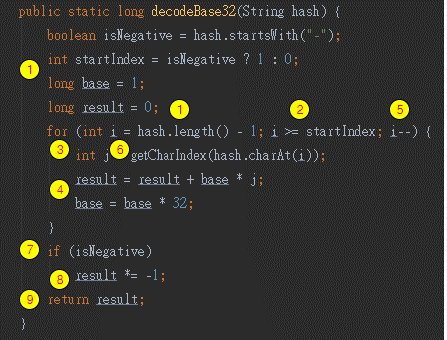 public static long decodeBase32(String hash) {
boolean isNegative = hash.startsWith("-");
int startIndex = isNegative ? 1 : 0;
1
long base = 1;
long result = 0;
1 2 5
for (int i = hash.length() - 1; i >= startIndex; i--) {
3 int j 6 getCharIndex(hash.charAt(i));
4 result = result + base * j;
base = base * 32;
}
7 if (isNegative)
8 result *= -1;
9 return result;
}